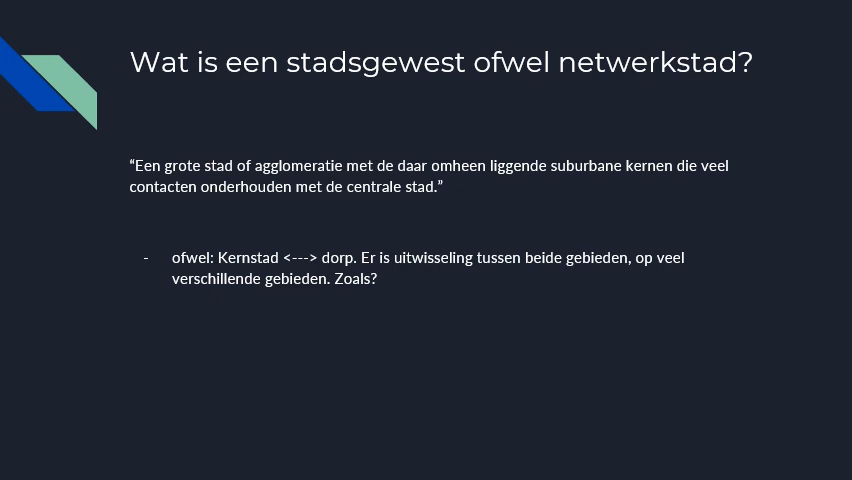 Wat is een stadsgewest ofwel netwerkstad?
“Een grote stad of agglomeratie met de daar omheen liggende suburbane kernen die veel
contacten onderhouden met de centrale stad.”
- ofwel: Kernstad <---> dorp. Er is uitwisseling tussen beide gebieden, op veel
verschillende gebieden. Zoals?